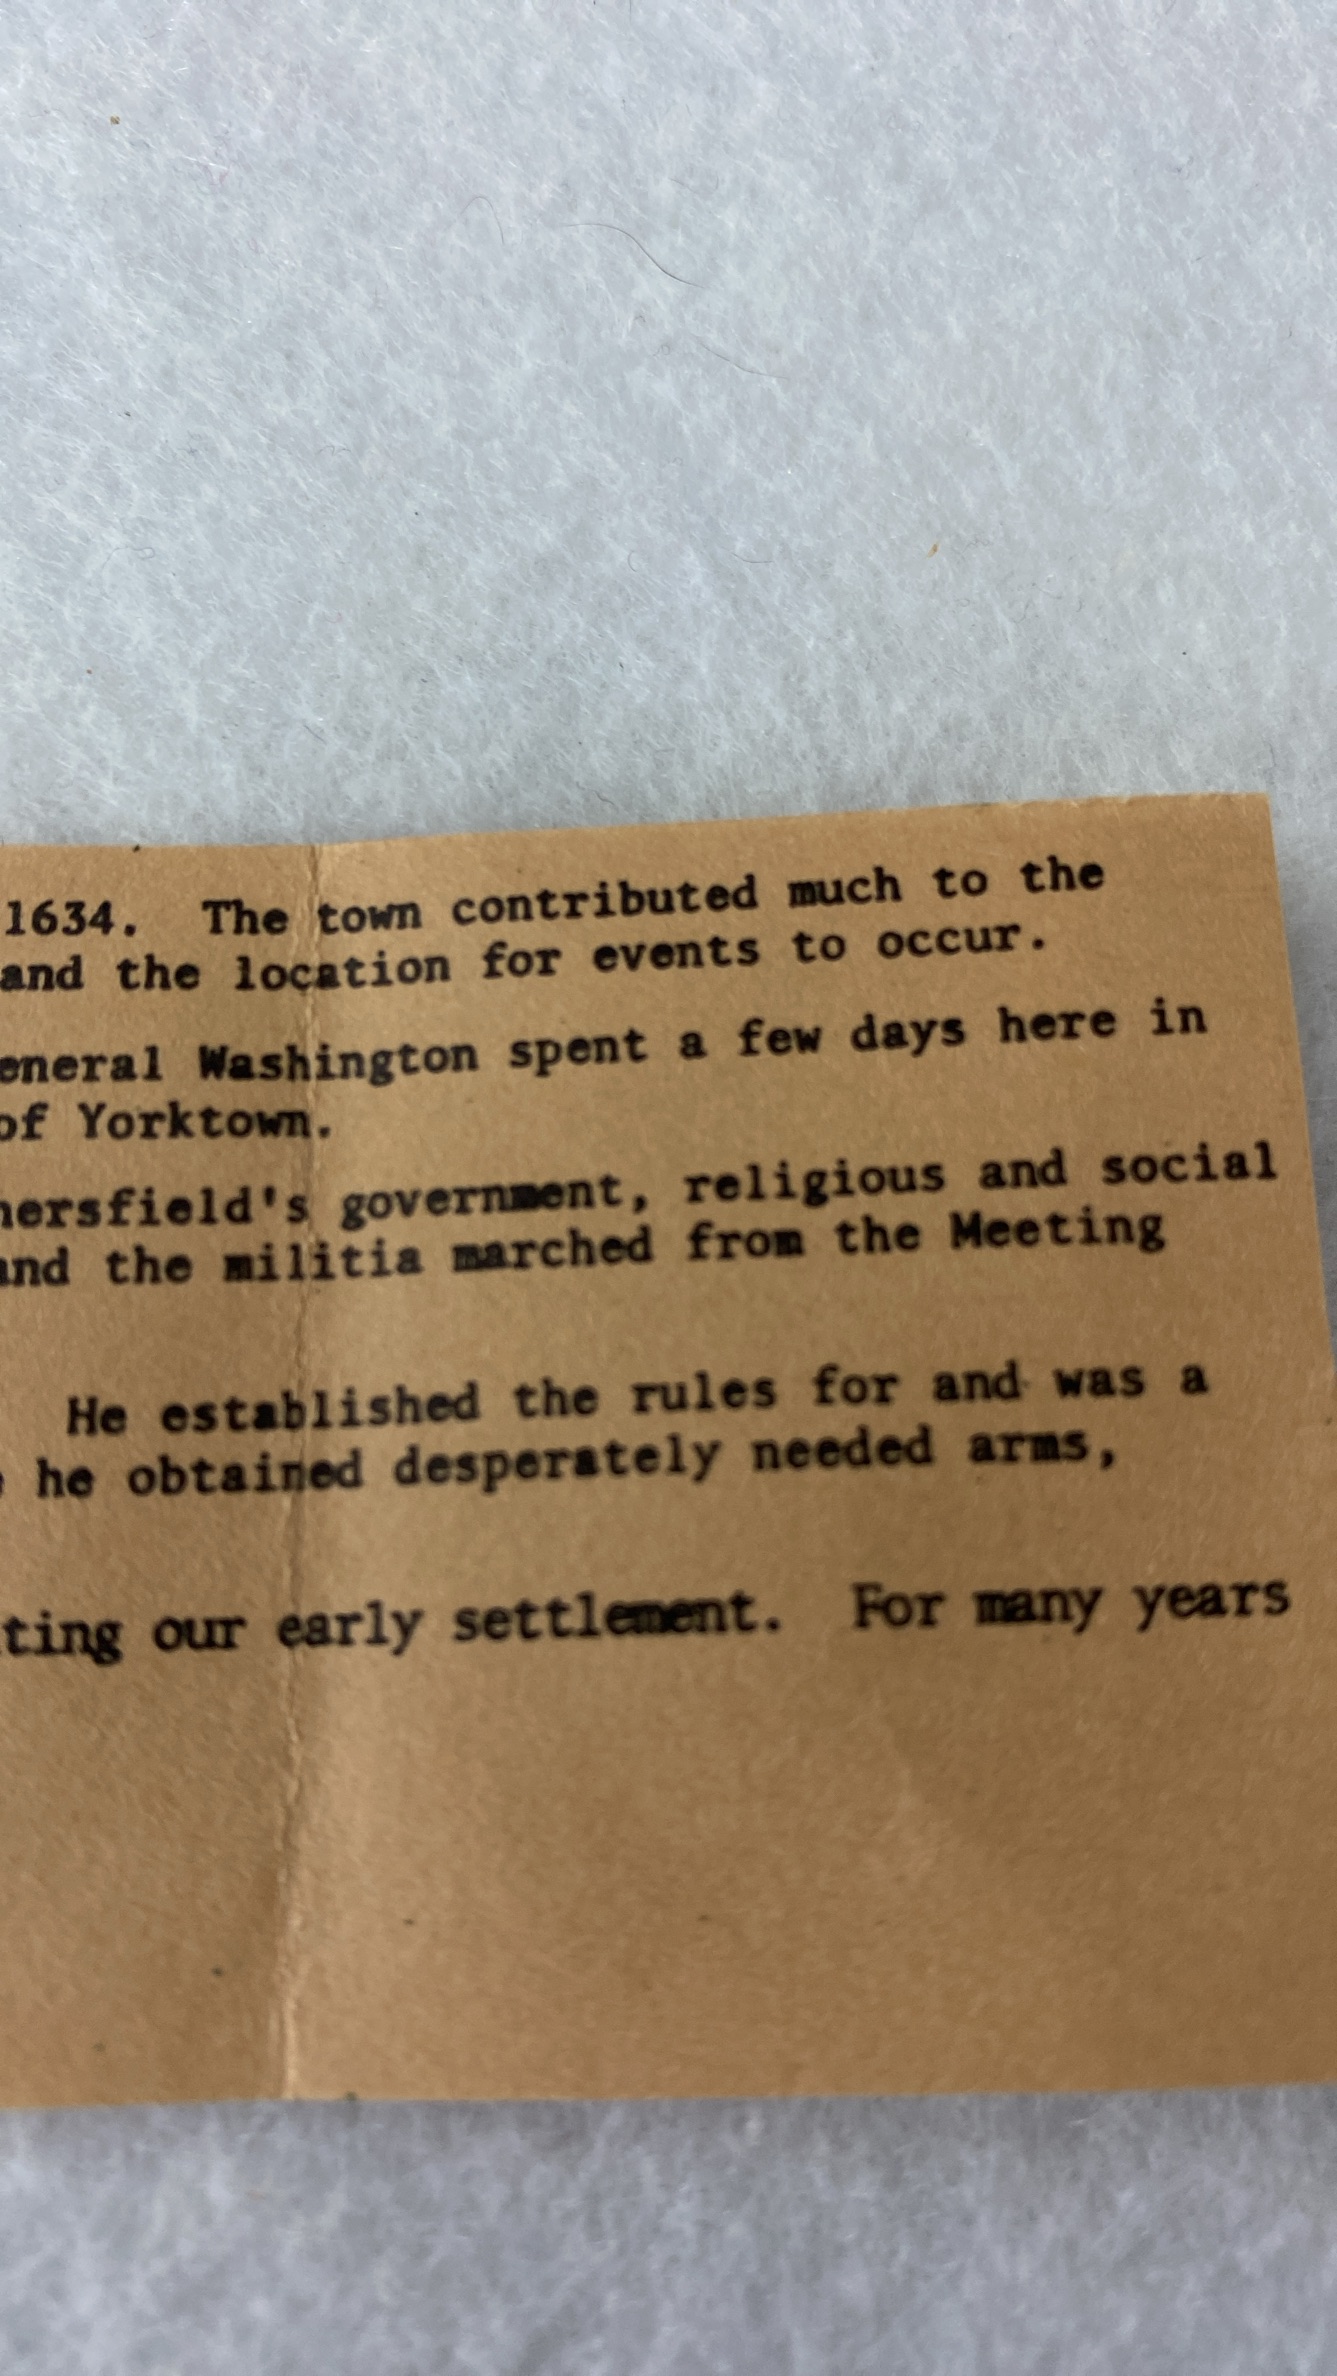 1634. The town contributed much to the
and the location for events to occur.
eneral Washington spent a few days here in
of Yorktown.
hersfield's government, religious and social
and the militia marched from the Meeting
He established the rules for and was a
he obtained desperately needed arms,
ting our early settlement. For many years